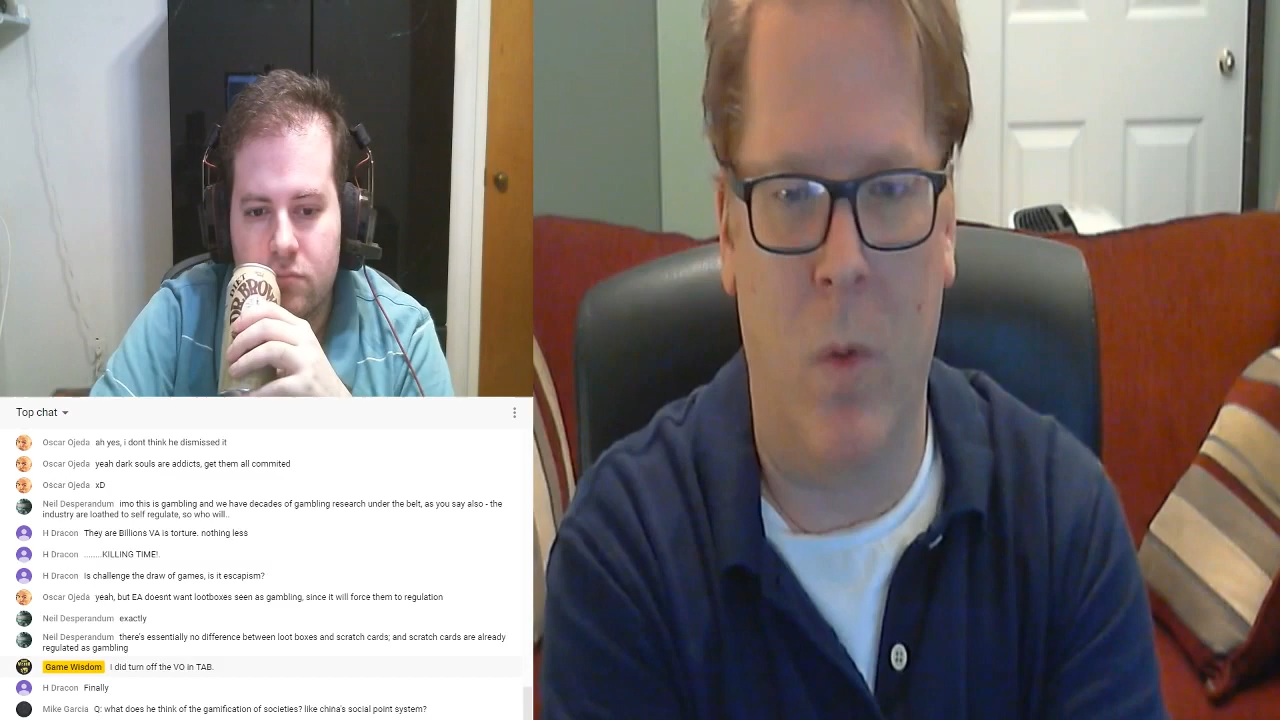 DIET
DR. BROW
Top chat
Oscar Ojeda ah yes, i dont think he dismissed it
Oscar Ojeda yeah dark souls are addicts, get them all commited
Oscar Ojeda xD
Neil Desperandum imo this is gambling and we have decades of gambling research under the belt, as you say also - the
industry are loathed to self regulate, so who will..
H Dracon They are Billions VA is torture. nothing less
H Dracon ........KILLING TIME!.
H Dracon Is challenge the draw of games, is it escapism?
Oscar Ojeda yeah, but EA doesnt want lootboxes seen as gambling, since it will force them to regulation
Neil Desperandum exactly
Neil Desperandum there's essentially no difference between loot boxes and scratch cards; and scratch cards are already
regulated as gambling
Game Wisdom I did turn off the VO in TAB.
H Dracon Finally
Mike Garcia Q: what does he think of the gamification of societies? like china's social point system?